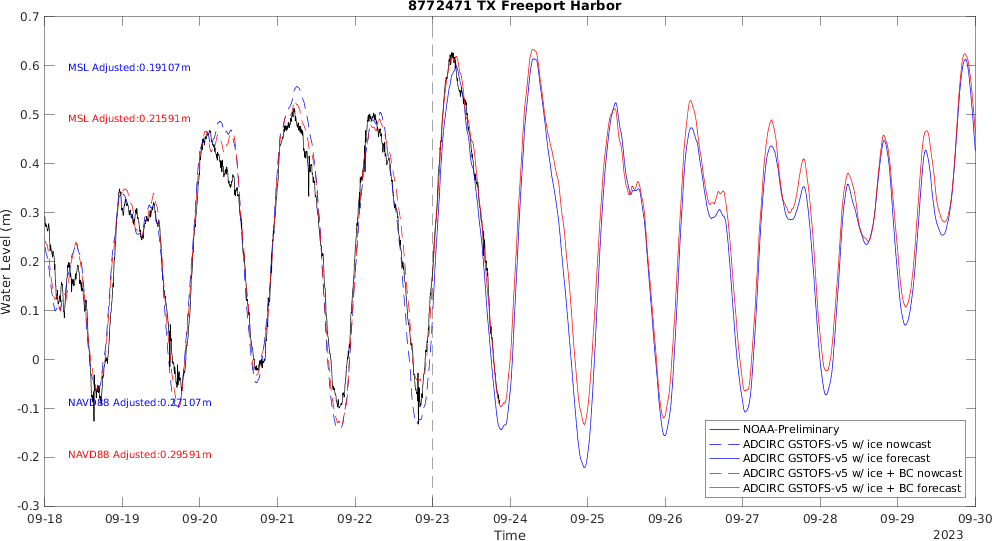 8772471 TX Freeport Harbor
0.7
0.6
0.5
0.4
0.3
0.2
0.1
0
-0.1
-0.2
-0.3
Water Level (m)
MSL Adjusted:0.19107m
MSL Adjusted:0.21591m
NAVD88 Adjusted:0.27107m
NAVD88 Adjusted:0.29591m
NOAA-Preliminary
ADCIRC GSTOFS-v5 w/ ice nowcast
ADCIRC GSTOFS-v5 w/ ice forecast
ADCIRC GSTOFS-v5 w/ ice + BC nowcast
ADCIRC GSTOFS-v5 w/ ice + BC forecast
09-18 09-19 09-20 09-21 09-22 09-23 09-24 09-25 09-26 09-27 09-28 09-29 09-30
Time
2023